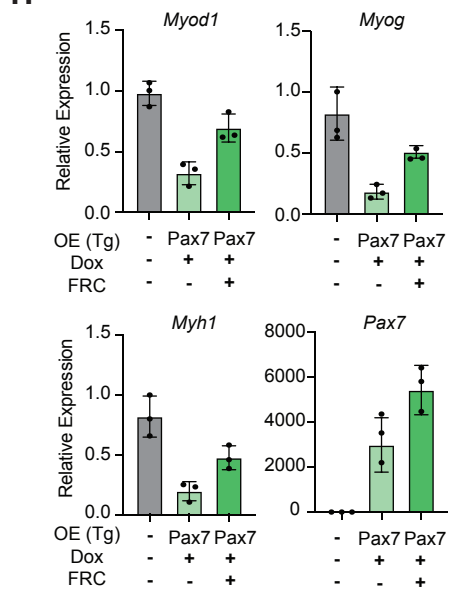 Myod1
Myog
Relative Expression
1.5
1.0
0.5
0.0
1.5
1.0
0.5
0.0
OE (Tg) - Pax7 Pax7 - Pax7 Pax7
Dox - + + - + +
FRC - - + - - +
Myh1
Pax7
Relative Expression
1.5
1.0
0.5
0.0
8000
6000
4000
2000
0
OE (Tg) - Pax7 Pax7 - Pax7 Pax7
Dox - + + - + +
FRC - - + - - +